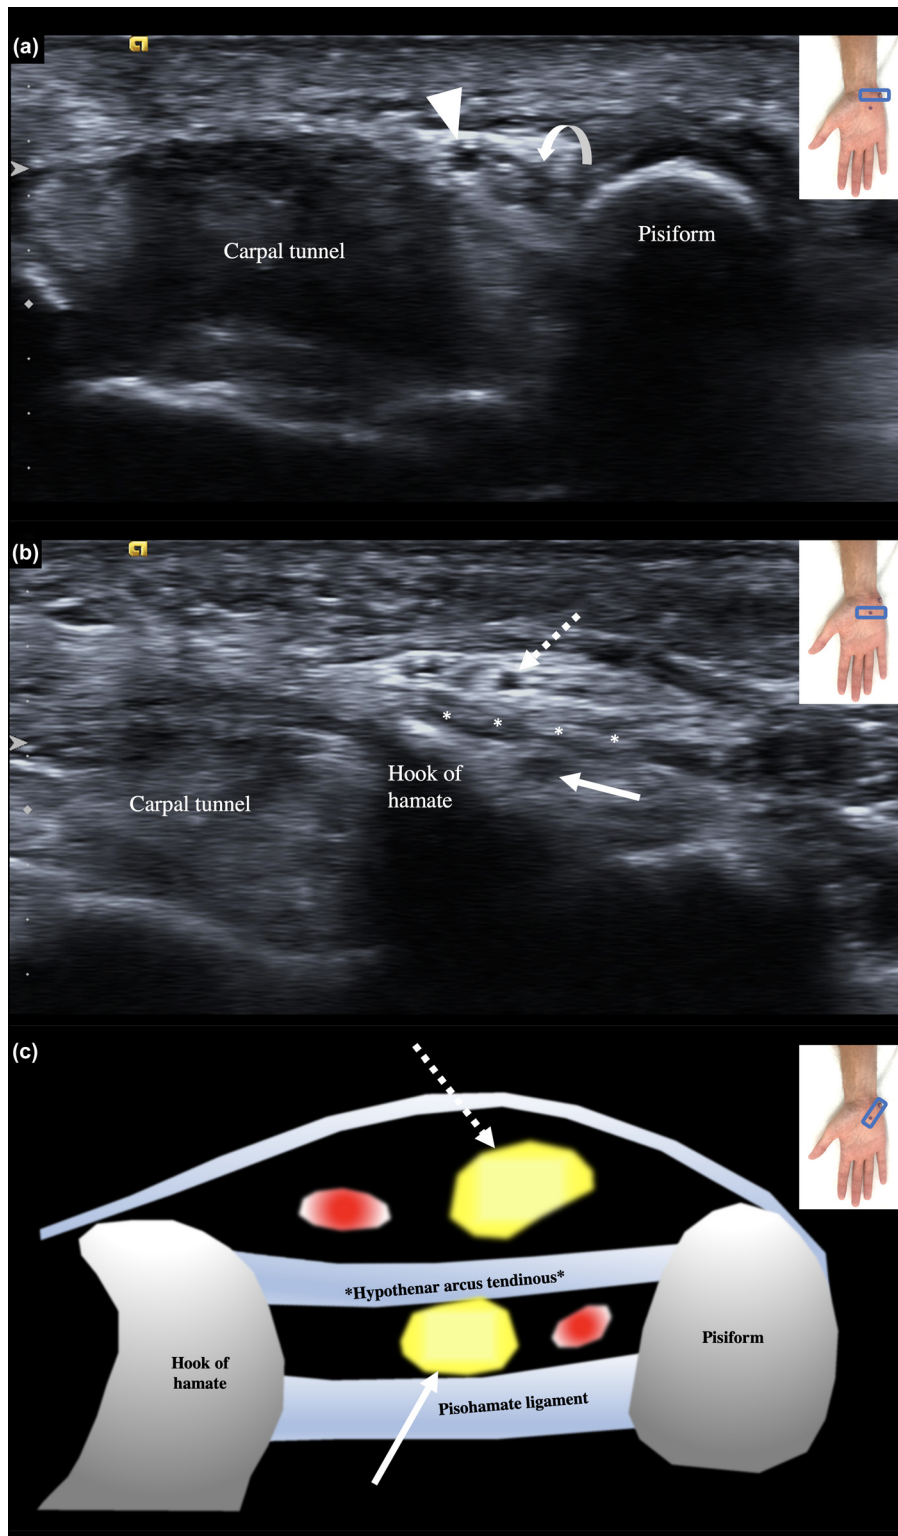 (a)
Carpal tunnel
Pisiform
(b)
*
*
*
*
Hook of
hamate
Carpal tunnel
(c)
*Hypothenar arcus tendinous*
Hook of
hamate
Pisiform
Pisohamate ligament